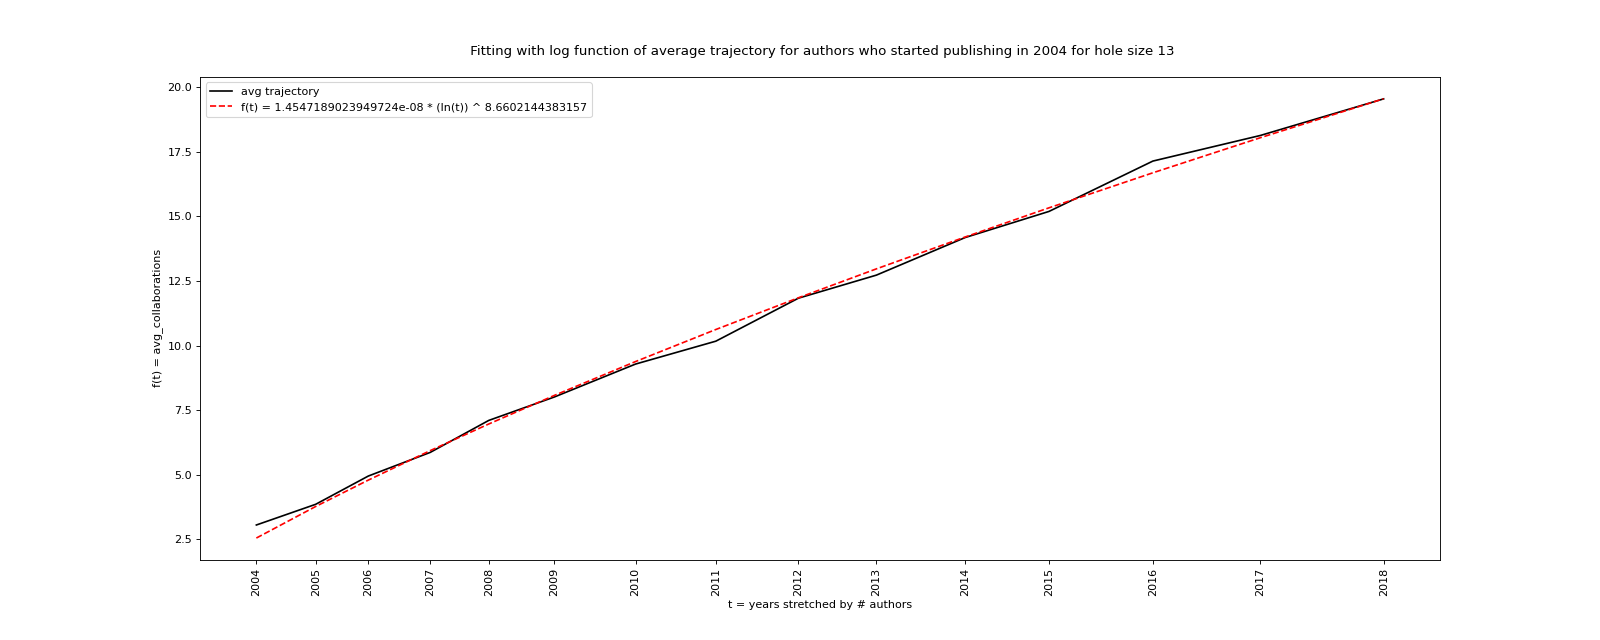 Fitting with log function of average trajectory for authors who started publishing in 2004 for hole size 13
avg trajectory
f(t) = 1.4547189023949724e-08 * (ln(t)) ^ 8.6602144383157
20.0
17.5
15.0
12.5
10.0
7.5
5.0
2.5
f(t) = avg_collaborations
2004 2005 2006 2007 2008 2009 2010 2011 2012 2013 2014 2015 2016 2017 2018
t = years stretched by # authors